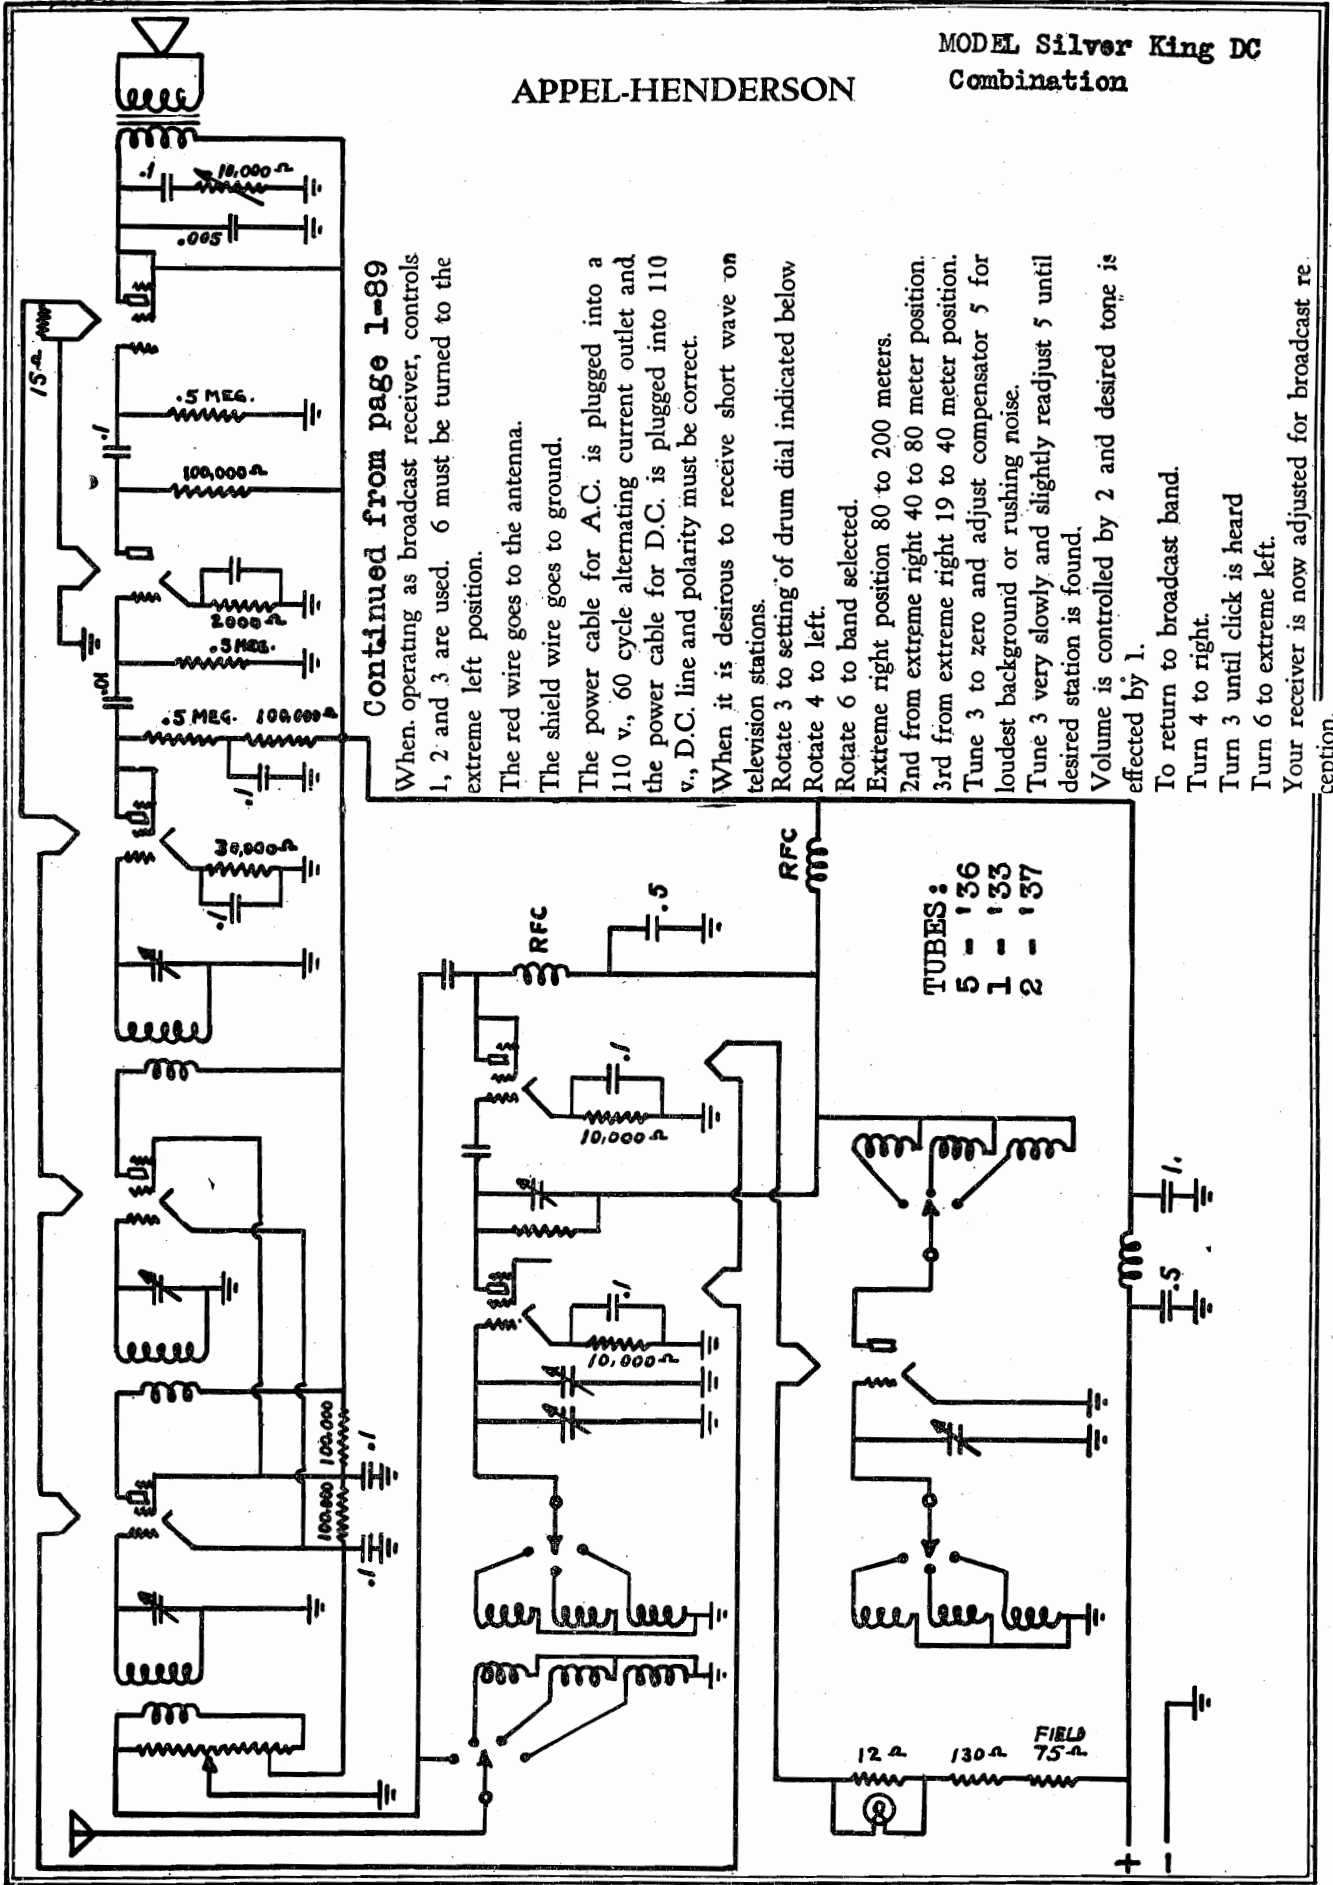 MODEL Silver King DC
Combination
APPEL-HENDERSON
Continued from page 1-89
When operating as broadcast receiver, controls
1, 2 and 3 are used. 6 must be turned to the
extreme left position.
The red wire goes to the antenna.
The shield wire goes to ground.
The power cable for A.C. is plugged into a
110 v., 60 cycle alternating current outlet and
the power cable for D.C. is plugged into 110
v., D.C. line and polarity must be correct.
When it is desirous to receive short wave on
television stations.
Rotate 3 to setting of drum dial indicated below
Rotate 4 to left.
Rotate 6 to band selected.
Extreme right position 80 to 200 meters.
2nd from extreme right 40 to 80 meter position.
3rd from extreme right 19 to 40 meter position.
Tune 3 to zero and adjust compensator 5 for
loudest background or rushing noise.
Tune 3 very slowly and slightly readjust 5 until
desired station is found.
Volume is controlled by 2 and desired tone is
effected by 1.
To return to broadcast band.
Turn 4 to right.
Turn 3 until click is heard
Turn 6 to extreme left.
Your receiver is now adjusted for broadcast re
ception.
.1
10,000 Ω
.005
15 Ω
.5 MEG.
.1
100,000 Ω
2000 Ω
.5 MEG.
.01
.5 MEG.
100,000 Ω
.1
30,000 Ω
.1
100,000
100,000
.1
.1
RFC
.5
RFC
.1
10,000 Ω
.1
10,000 Ω
TUBES:
5 - '36
1 - '33
2 - '37
1.
.5
12 Ω
130 Ω
FIELD
75 Ω
+
-